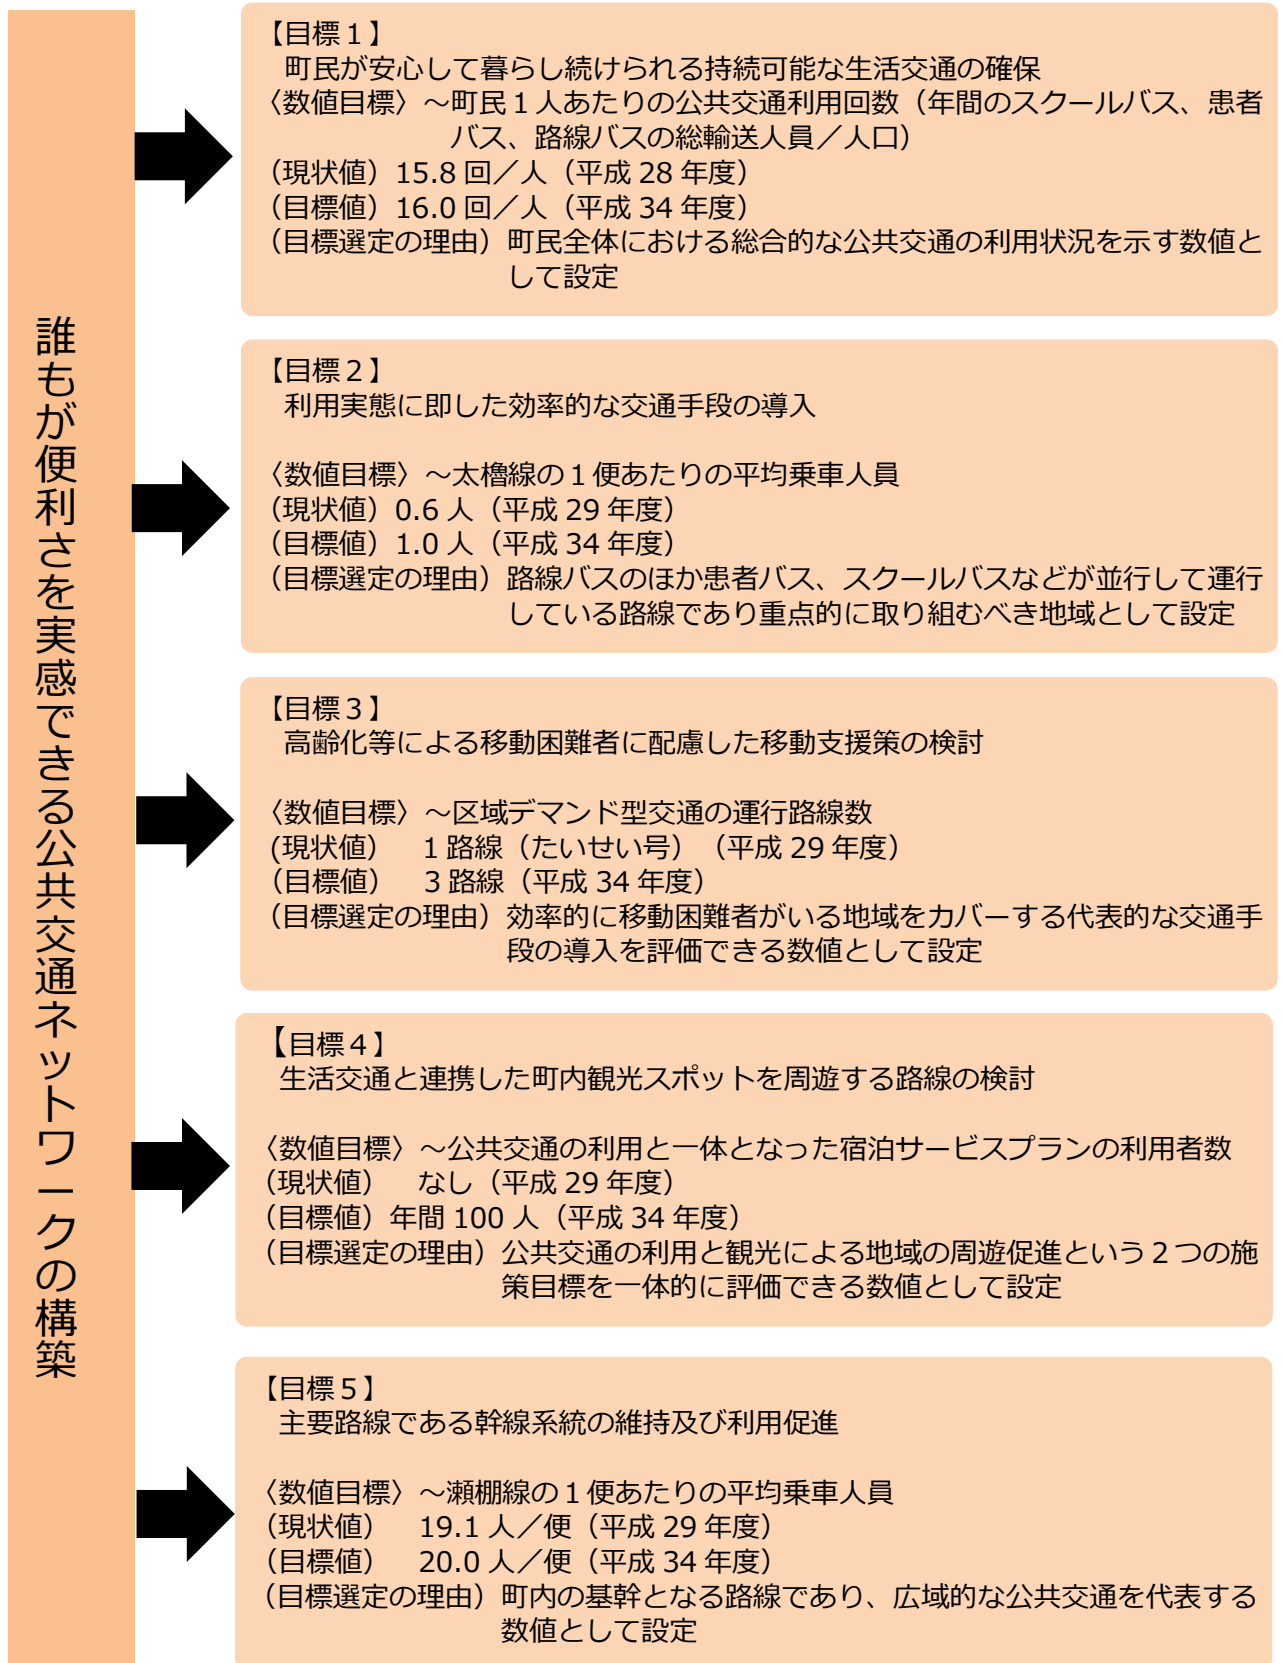 誰もが便利さを実感できる公共交通ネットワークの構築
【目標１】
町民が安心して暮らし続けられる持続可能な生活交通の確保
〈数値目標〉～町民１人あたりの公共交通利用回数（年間のスクールバス、患者
バス、路線バスの総輸送人員／人口）
（現状値）15.8 回／人（平成 28 年度）
（目標値）16.0 回／人（平成 34 年度）
（目標選定の理由）町民全体における総合的な公共交通の利用状況を示す数値と
して設定
【目標２】
利用実態に即した効率的な交通手段の導入
〈数値目標〉～太櫓線の１便あたりの平均乗車人員
（現状値）0.6 人（平成 29 年度）
（目標値）1.0 人（平成 34 年度）
（目標選定の理由）路線バスのほか患者バス、スクールバスなどが並行して運行
している路線であり重点的に取り組むべき地域として設定
【目標３】
高齢化等による移動困難者に配慮した移動支援策の検討
〈数値目標〉～区域デマンド型交通の運行路線数
(現状値）　１路線（たいせい号）（平成 29 年度）
（目標値）　３路線（平成 34 年度）
（目標選定の理由）効率的に移動困難者がいる地域をカバーする代表的な交通手
段の導入を評価できる数値として設定
【目標４】
生活交通と連携した町内観光スポットを周遊する路線の検討
〈数値目標〉～公共交通の利用と一体となった宿泊サービスプランの利用者数
（現状値）　なし（平成 29 年度）
（目標値）年間 100 人（平成 34 年度）
（目標選定の理由）公共交通の利用と観光による地域の周遊促進という２つの施
策目標を一体的に評価できる数値として設定
【目標５】
主要路線である幹線系統の維持及び利用促進
〈数値目標〉～瀬棚線の１便あたりの平均乗車人員
（現状値）　19.1 人／便（平成 29 年度）
（目標値）　20.0 人／便（平成 34 年度）
（目標選定の理由）町内の基幹となる路線であり、広域的な公共交通を代表する
数値として設定